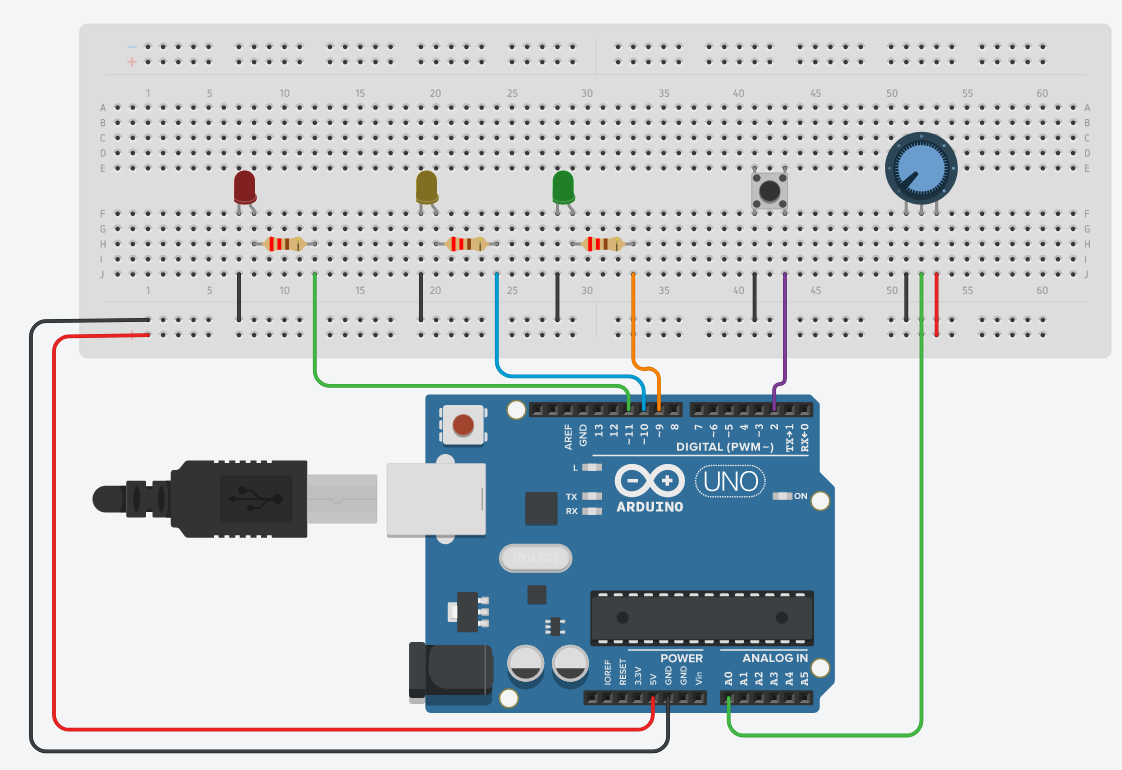 − 
+
1 5 10 15 20 25 30 35 40 45 50 55 60
A A
B B
C C
D D
E E
F F
G G
H H
I I
J J
1 5 10 15 20 25 30 35 40 45 50 55 60
AREF GND 13 12 ~11 ~10 ~9 8 7 ~6 ~5 4 ~3 2 TX→1 RX←0
DIGITAL (PWM~)
L
TX
RX
ARDUINO
UNO
ON
POWER ANALOG IN
IOREF RESET 3.3V 5V GND GND Vin A0 A1 A2 A3 A4 A5